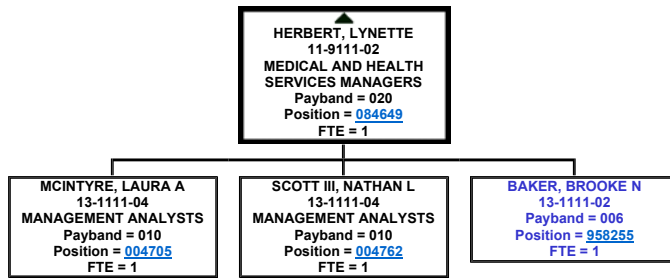 HERBERT, LYNETTE
11-9111-02
MEDICAL AND HEALTH
SERVICES MANAGERS
Payband = 020
Position = 084649
FTE = 1
MCINTYRE, LAURA A
13-1111-04
MANAGEMENT ANALYSTS
Payband = 010
Position = 004705
FTE = 1
SCOTT III, NATHAN L
13-1111-04
MANAGEMENT ANALYSTS
Payband = 010
Position = 004762
FTE = 1
BAKER, BROOKE N
13-1111-02
Payband = 006
Position = 958255
FTE = 1